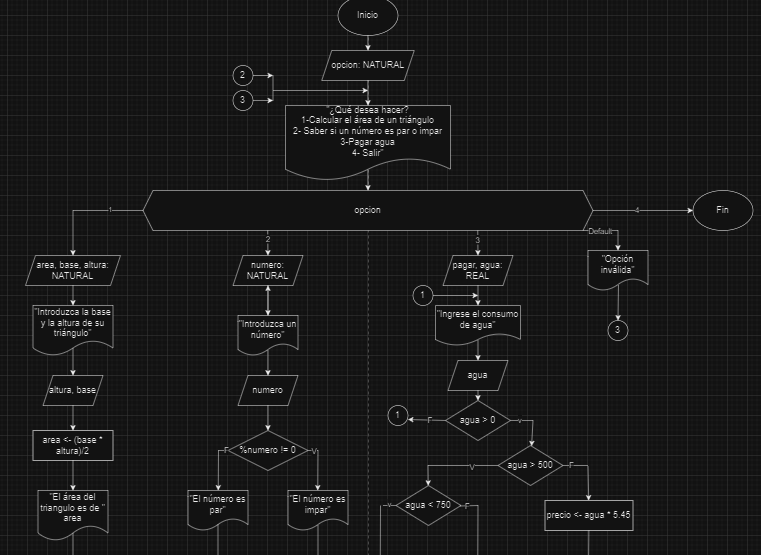 Inicio
opcion: NATURAL
2
3
"¿Qué desea hacer?
1-Calcular el área de un triángulo
2- Saber si un número es par o impar
3-Pagar agua
4- Salir"
opcion
1
4
Fin
2
3
Default
area, base, altura:
NATURAL
numero:
NATURAL
pagar, agua:
REAL
"Opción
inválida"
1
"Introduzca la base
y la altura de su
triángulo"
"Introduzca un
número"
"Ingrese el consumo
de agua"
3
altura, base
numero
agua
area <- (base *
altura)/2
%numero != 0
F
V
1
F
agua > 0
V
agua > 500
V
F
"El área del
triangulo es de "
area
"El número es
par"
"El número es
impar"
V
agua < 750
F
precio <- agua * 5.45